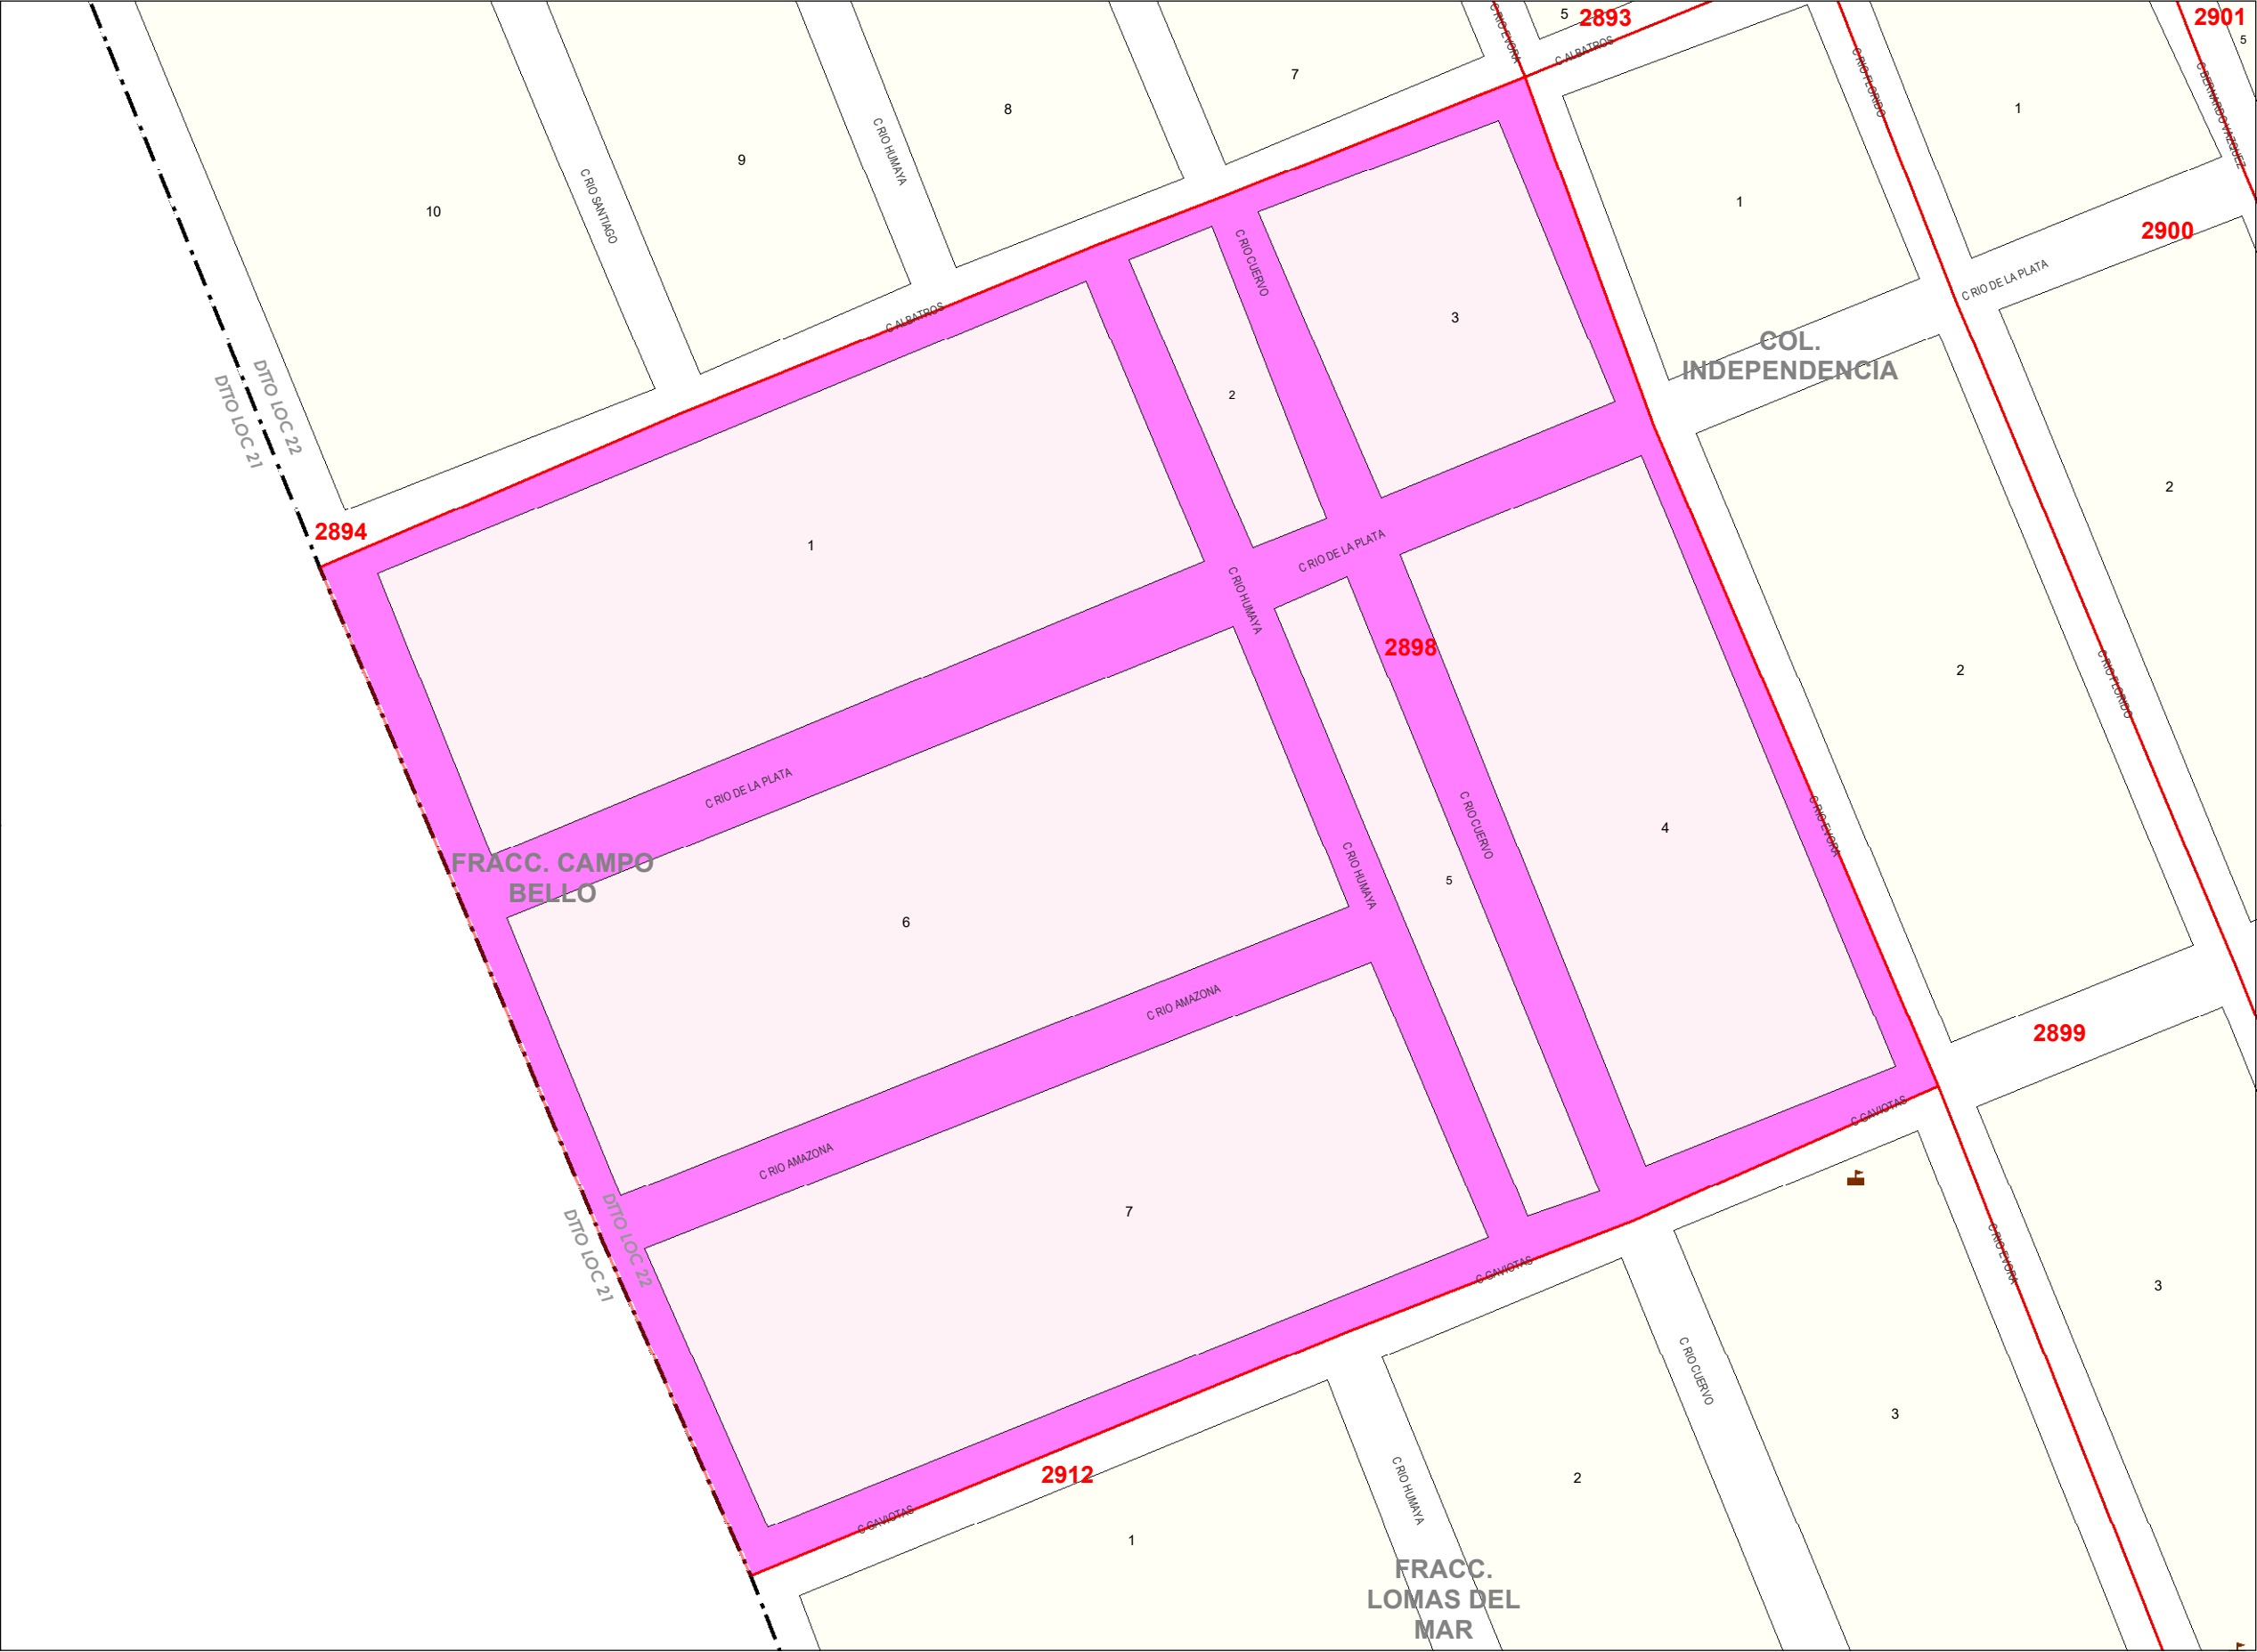 C RIO EVORA
5
2893
2901
5
C ALBATROS
C RIO FLORIDO
C BERNARDO VAZQUEZ
7
8
1
C RIO HUMAYA
9
C RIO SANTIAGO
10
1
2900
C RIO CUERVO
C RIO DE LA PLATA
C ALBATROS
3
COL.
INDEPENDENCIA
DTTO LOC 22
DTTO LOC 21
2
2
2894
1
C RIO DE LA PLATA
C RIO HUMAYA
2898
2
C RIO FLORIDO
C RIO DE LA PLATA
C RIO CUERVO
4
C RIO EVORA
FRACC. CAMPO
BELLO
C RIO HUMAYA
5
6
C RIO AMAZONA
2899
C GAVIOTAS
C RIO AMAZONA
DTTO LOC 22
DTTO LOC 21
7
C GAVIOTAS
C RIO EVORA
3
C RIO CUERVO
3
2912
2
C RIO HUMAYA
C GAVIOTAS
1
FRACC.
LOMAS DEL
MAR